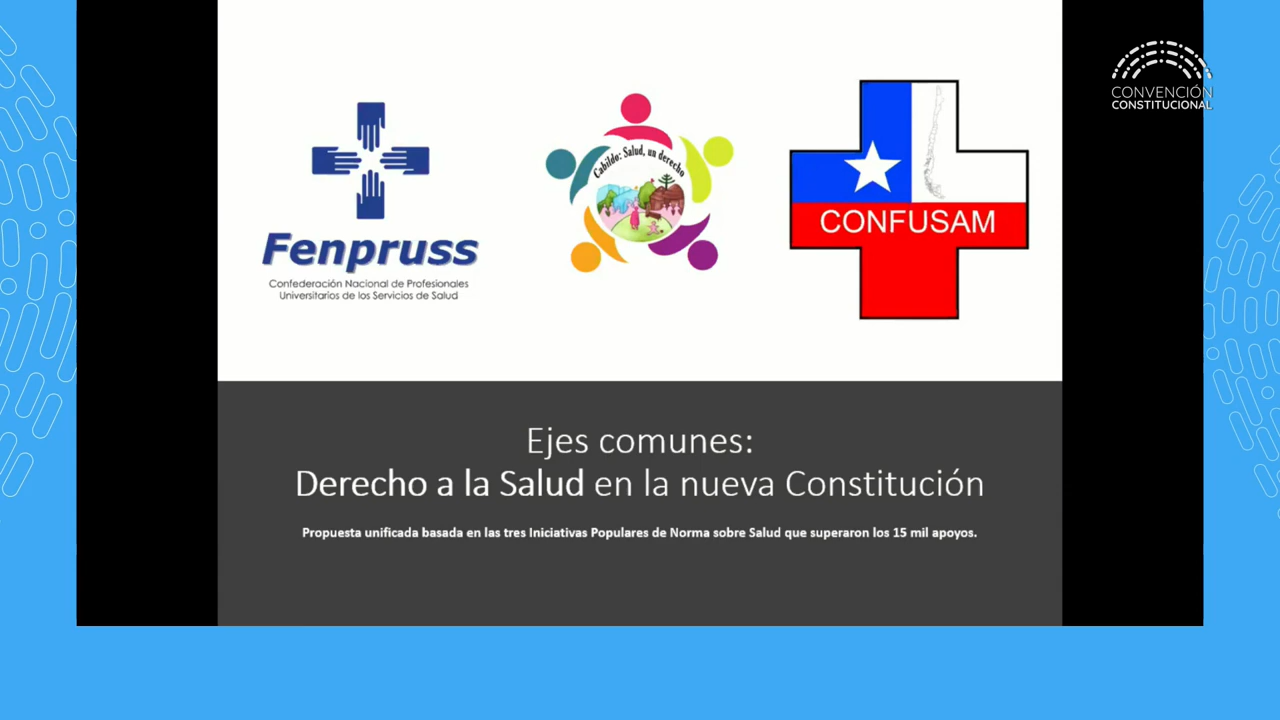 CONVENCIÓN
CONSTITUCIONAL
Cabildo: Salud, un derecho
CONFUSAM
Fenpruss
Confederación Nacional de Profesionales
Universitarios de los Servicios de Salud
Ejes comunes:
Derecho a la Salud en la nueva Constitución
Propuesta unificada basada en las tres Iniciativas Populares de Norma sobre Salud que superaron los 15 mil apoyos.